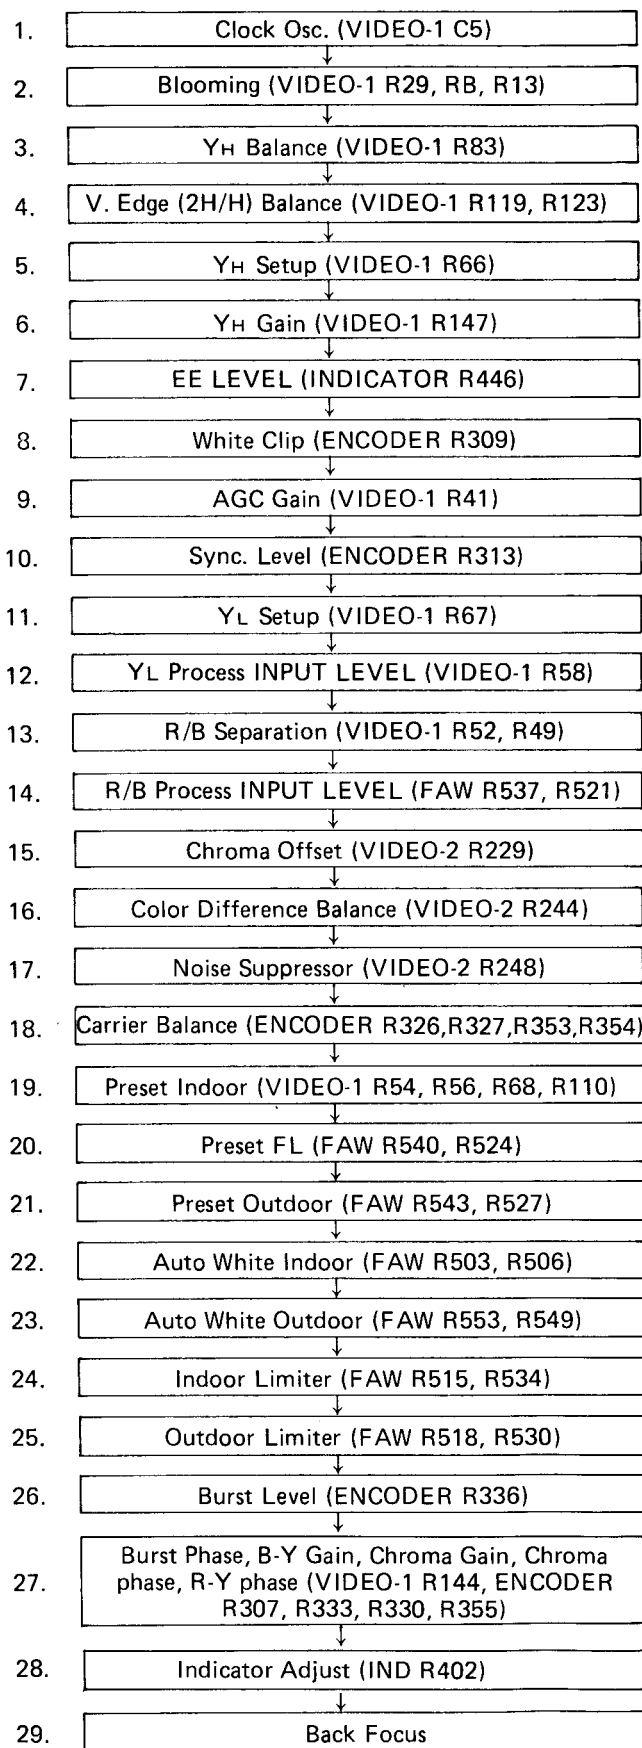 1. Clock Osc. (VIDEO-1 C5)
2. Blooming (VIDEO-1 R29, RB, R13)
3. YH Balance (VIDEO-1 R83)
4. V. Edge (2H/H) Balance (VIDEO-1 R119, R123)
5. YH Setup (VIDEO-1 R66)
6. YH Gain (VIDEO-1 R147)
7. EE LEVEL (INDICATOR R446)
8. White Clip (ENCODER R309)
9. AGC Gain (VIDEO-1 R41)
10. Sync. Level (ENCODER R313)
11. YL Setup (VIDEO-1 R67)
12. YL Process INPUT LEVEL (VIDEO-1 R58)
13. R/B Separation (VIDEO-1 R52, R49)
14. R/B Process INPUT LEVEL (FAW R537, R521)
15. Chroma Offset (VIDEO-2 R229)
16. Color Difference Balance (VIDEO-2 R244)
17. Noise Suppressor (VIDEO-2 R248)
18. Carrier Balance (ENCODER R326,R327,R353,R354)
19. Preset Indoor (VIDEO-1 R54, R56, R68, R110)
20. Preset FL (FAW R540, R524)
21. Preset Outdoor (FAW R543, R527)
22. Auto White Indoor (FAW R503, R506)
23. Auto White Outdoor (FAW R553, R549)
24. Indoor Limiter (FAW R515, R534)
25. Outdoor Limiter (FAW R518, R530)
26. Burst Level (ENCODER R336)
27. Burst Phase, B-Y Gain, Chroma Gain, Chroma
phase, R-Y phase (VIDEO-1 R144, ENCODER
R307, R333, R330, R355)
28. Indicator Adjust (IND R402)
29. Back Focus